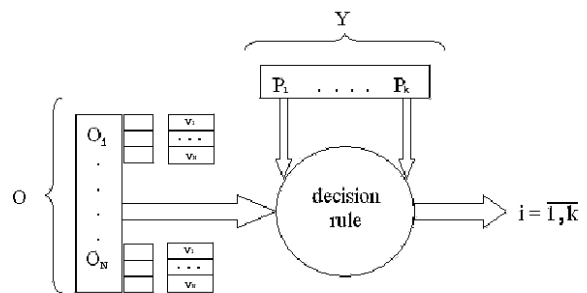 Y
P1 . . . . Pk
O
O1
.
.
.
.
ON
v1
...
vN
v1
...
vN
decision
rule
i = 1,k